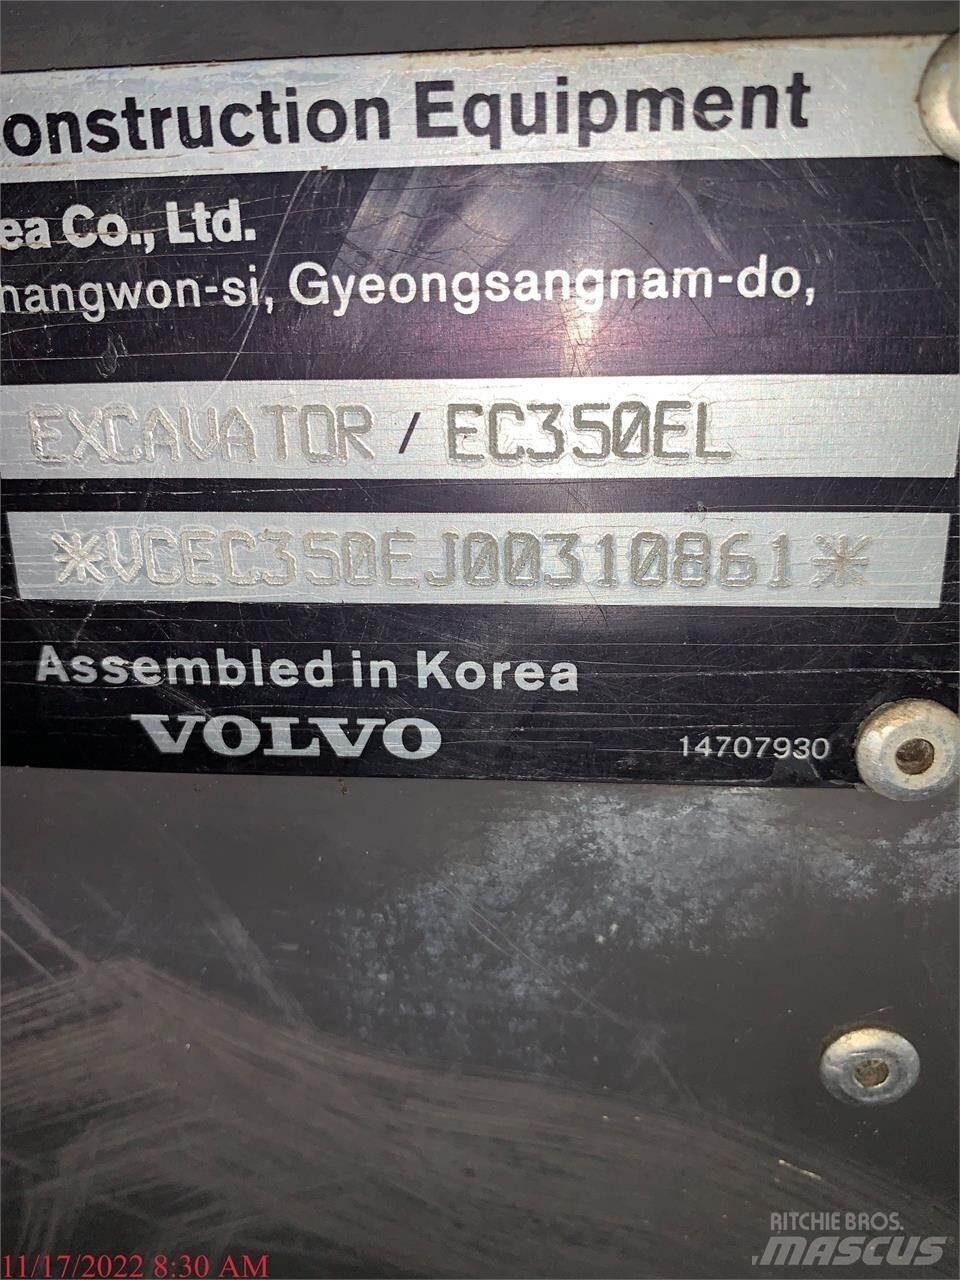 onstruction Equipment
ea Co., Ltd.
hangwon-si, Gyeongsangnam-do,
EXCAVATOR / EC350EL
*VCEC350EJ00310861*
Assembled in Korea
VOLVO
14707930
RITCHIE BROS.
MASCUS
11/17/2022 8:30 AM